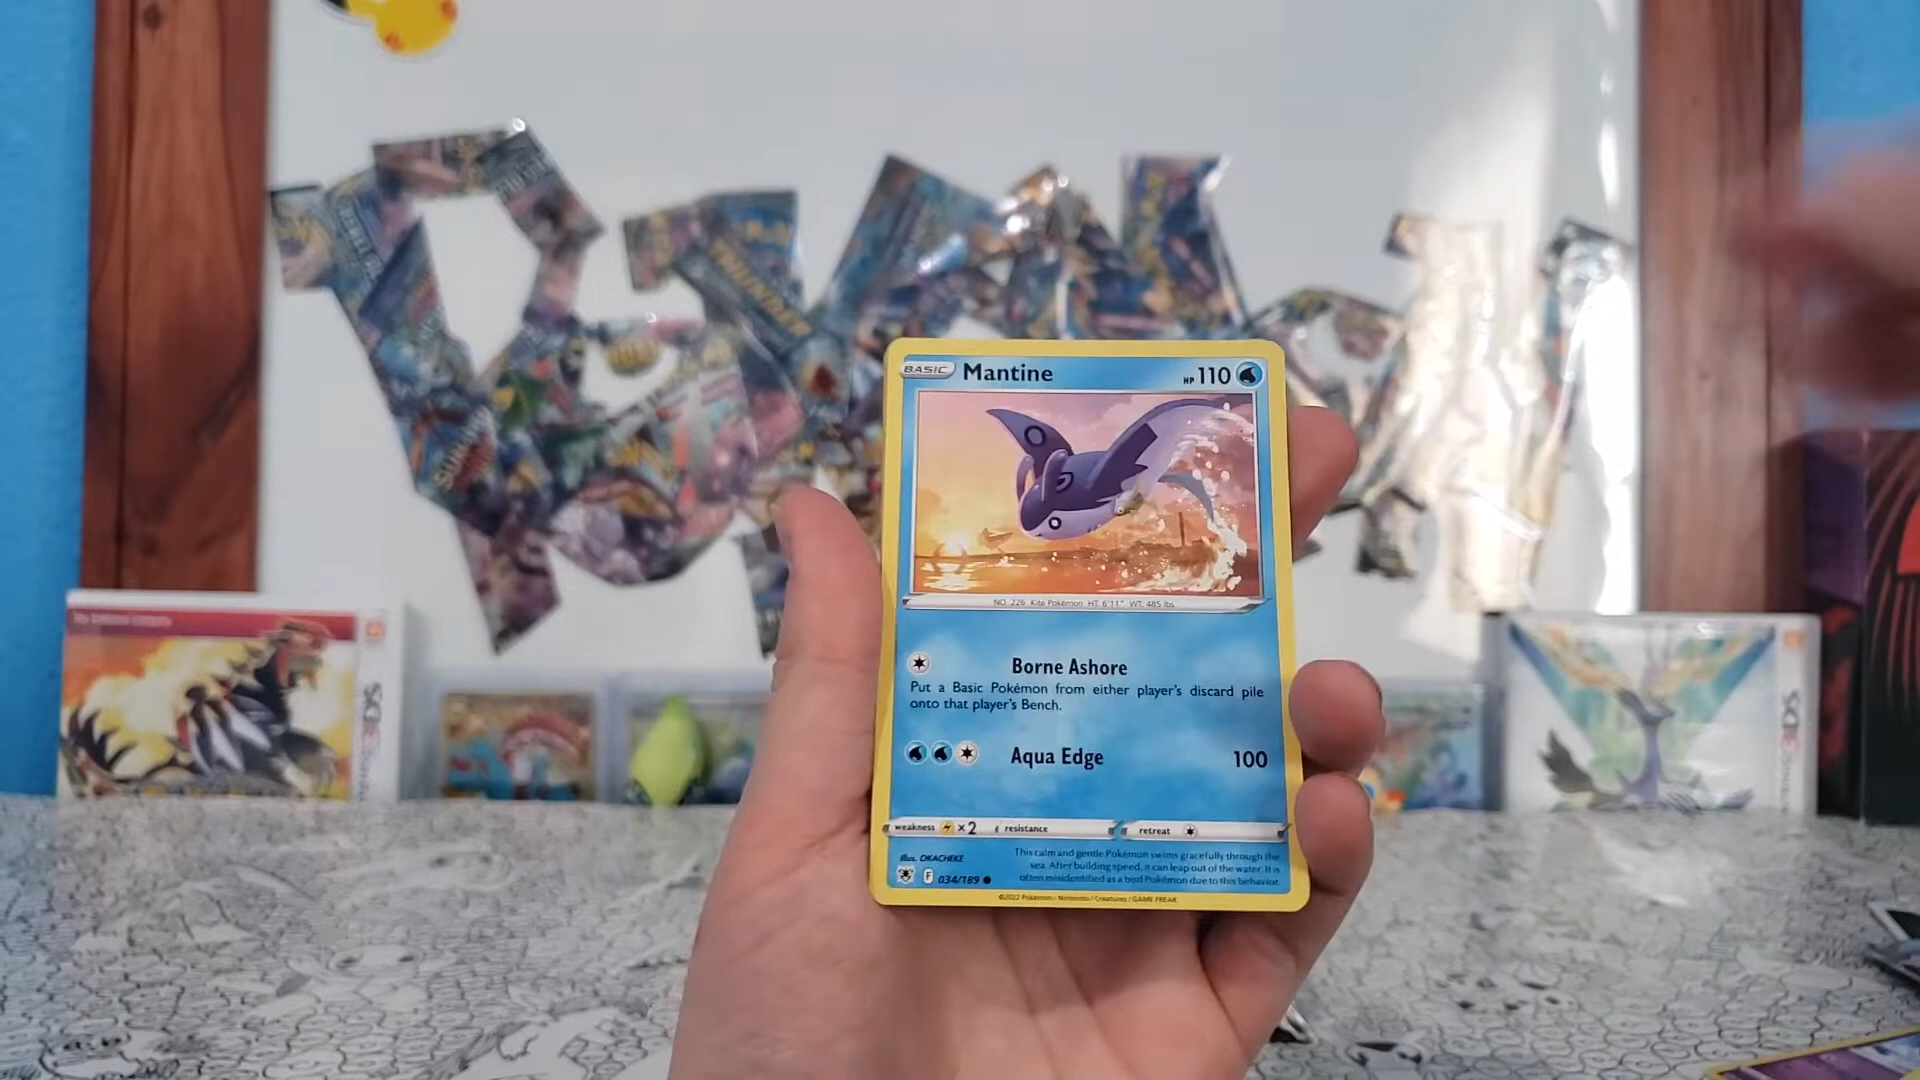 BASIC Mantine HP 110
NO. 226 Kite Pokémon HT: 6'11" WT: 485 lbs.
Borne Ashore
Put a Basic Pokémon from either player's discard pile
onto that player's Bench.
Aqua Edge 100
weakness ×2 resistance retreat
Illus. OKACHEKE
This calm and gentle Pokémon swims gracefully through the
sea. After building speed, it can leap out of the water. It is
often misidentified as a bird Pokémon due to this behavior.
F 034/189
©2022 Pokémon / Nintendo / Creatures / GAME FREAK
THUNDER
SUN